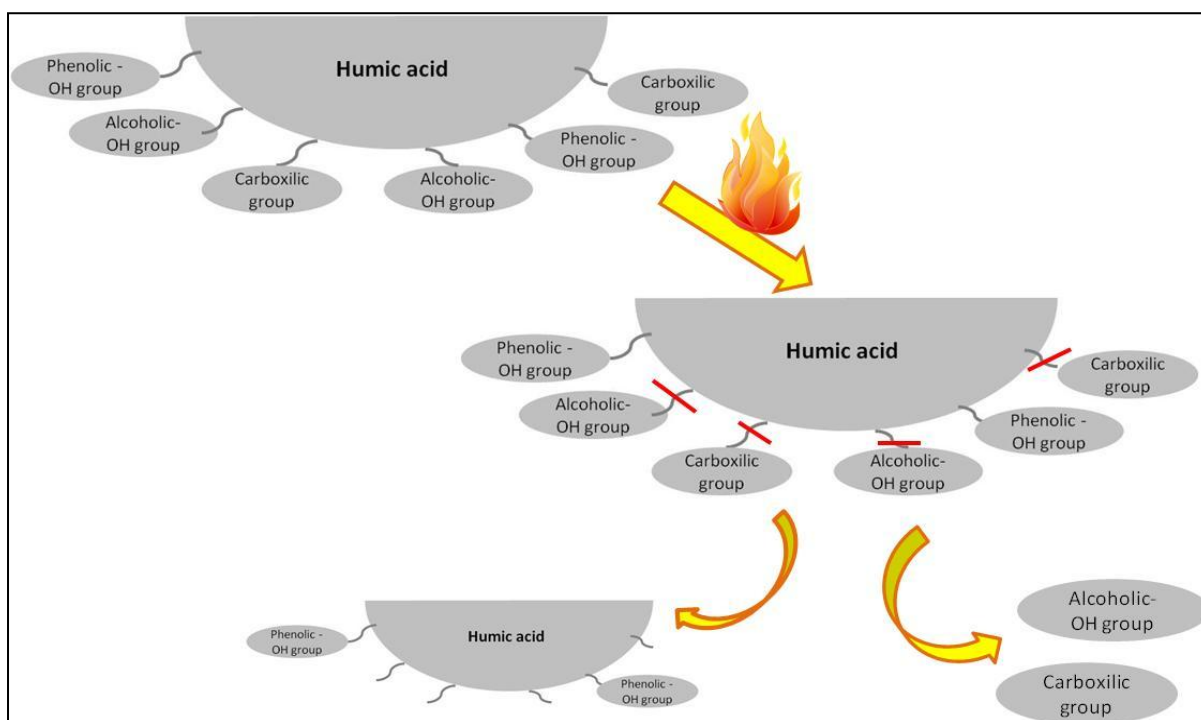 Humic acid
Phenolic -
OH group
Carboxilic
group
Alcoholic-
OH group
Phenolic -
OH group
Carboxilic
group
Alcoholic-
OH group
Humic acid
Phenolic -
OH group
Carboxilic
group
Alcoholic-
OH group
Phenolic -
OH group
Carboxilic
group
Alcoholic-
OH group
Humic acid
Phenolic -
OH group
Phenolic -
OH group
Alcoholic-
OH group
Carboxilic
group